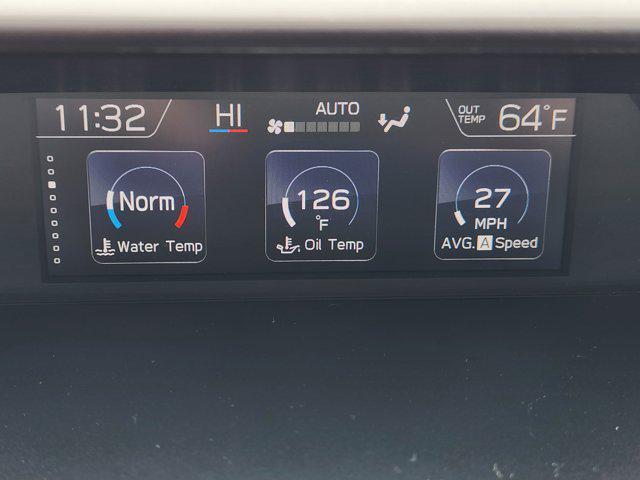 11:32 HI AUTO OUT TEMP 64°F
Norm
Water Temp
126
°F
Oil Temp
27
MPH
AVG. A Speed